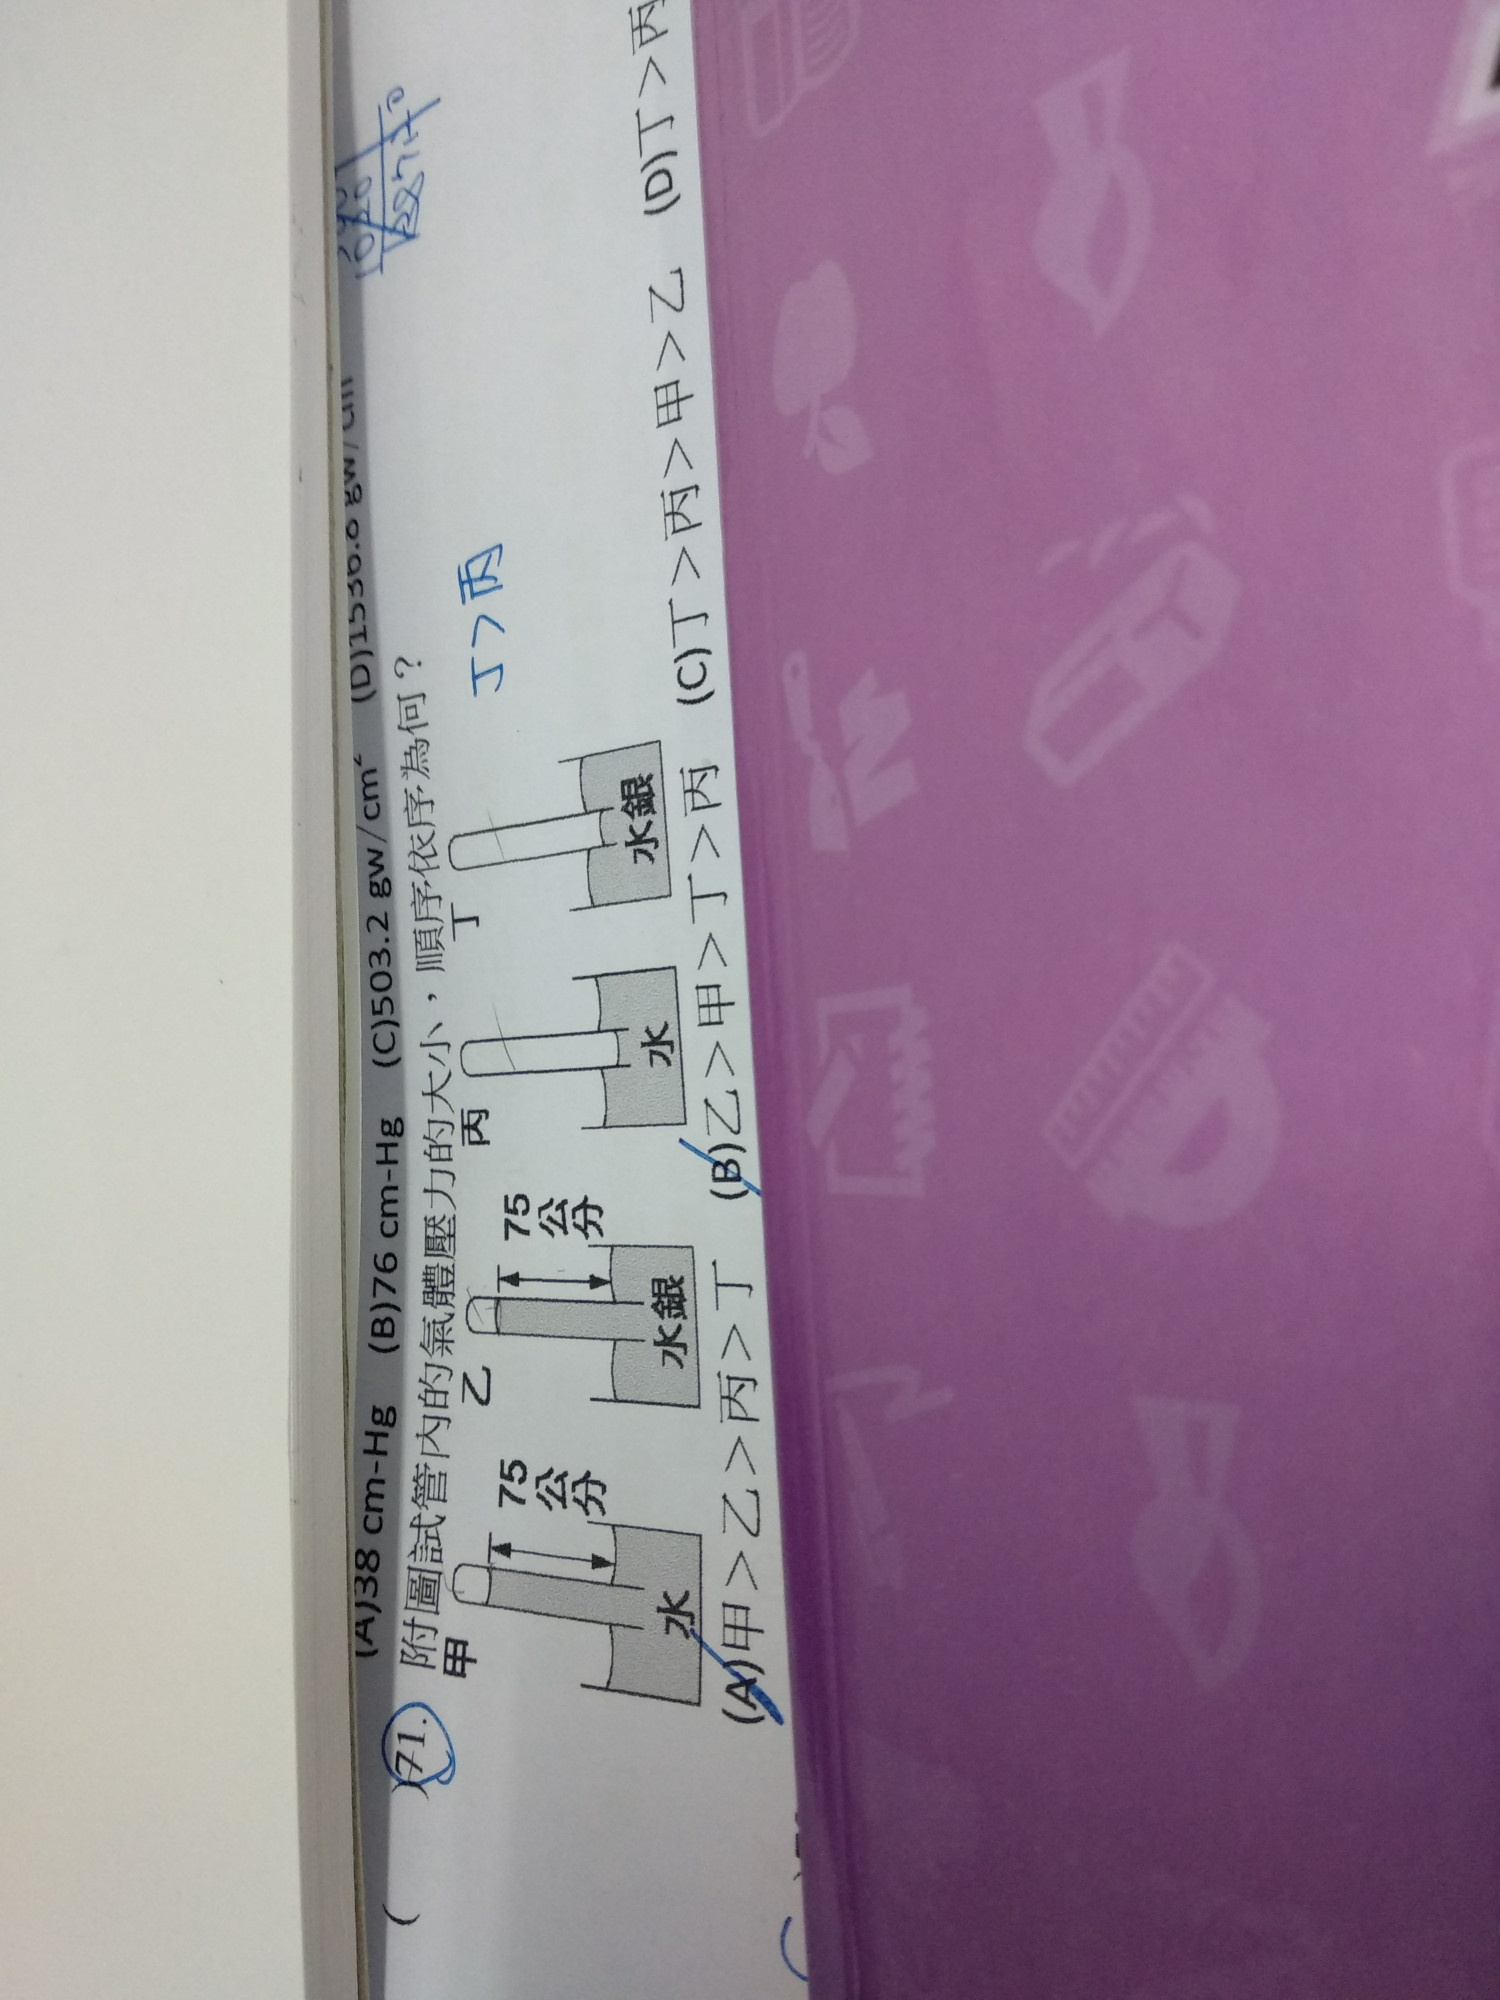 (A)38 cm-Hg (B)76 cm-Hg (C)503.2 gw/cm² (D)1536.8 gw/cm
( )71. 附圖試管內的氣體壓力的大小，順序依序為何？
甲 乙 丙 丁
丁>丙
75 公分
75 公分
水 水銀 水 水銀
(A)甲>乙>丙>丁 (B)乙>甲>丁>丙 (C)丁>丙>甲>乙 (D)丁>丙